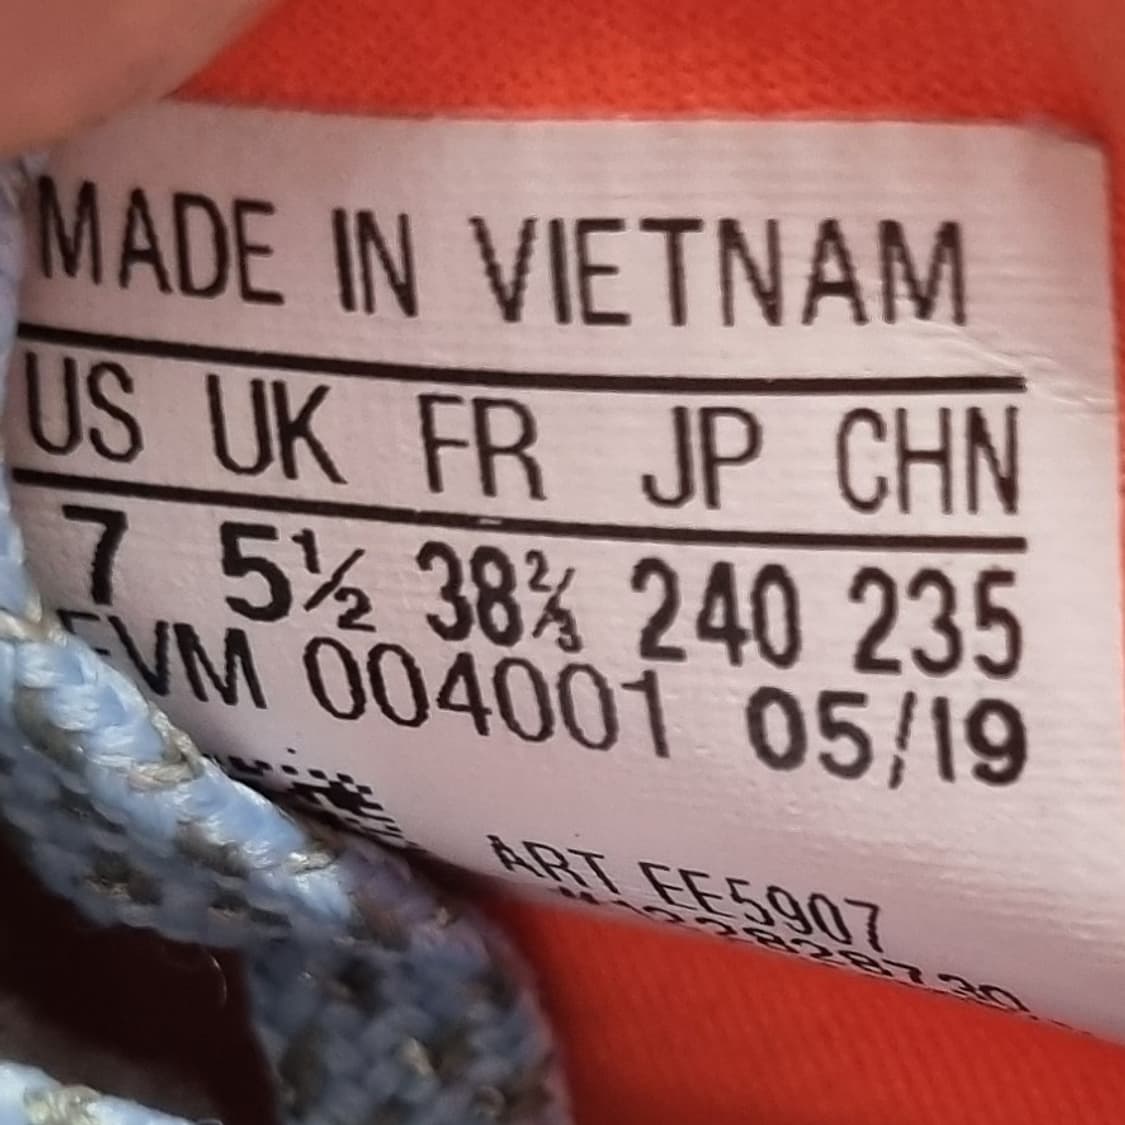 MADE IN VIETNAM
US UK FR JP CHN
7 5½ 38⅔ 240 235
EVM 004001 05/19
ART EE5907